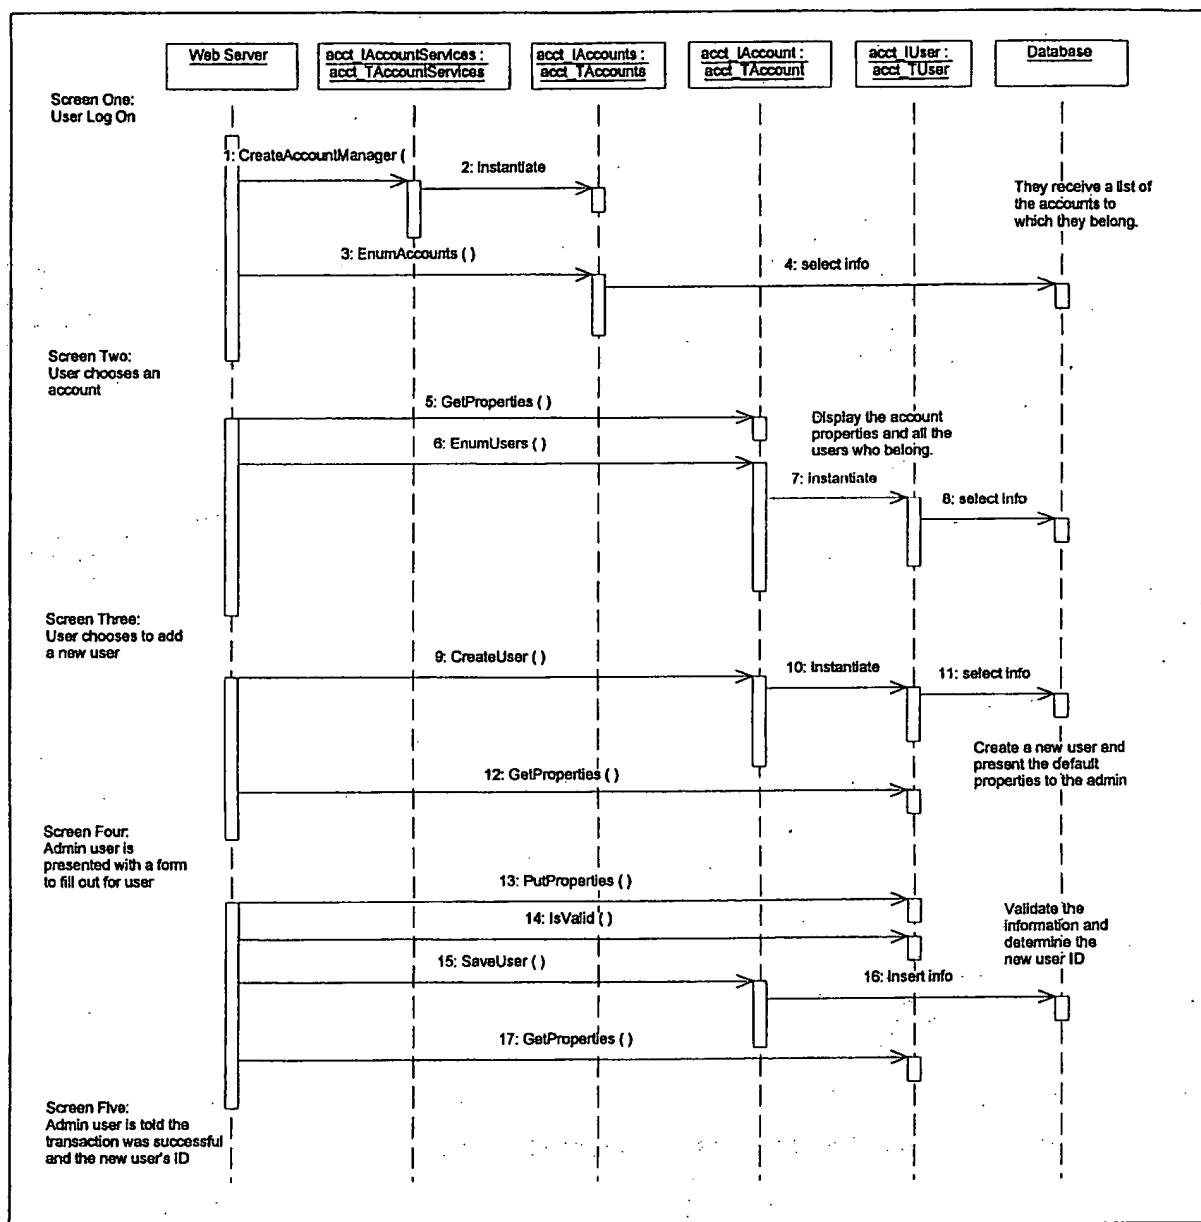 Web Server
acct_IAccountServices :
acct_TAccountServices
acct_IAccounts :
acct_TAccounts
acct_IAccount :
acct_TAccount
acct_IUser :
acct_TUser
Database
Screen One:
User Log On
1: CreateAccountManager (
2: Instantiate
They receive a list of
the accounts to
which they belong.
3: EnumAccounts ( )
4: select info
Screen Two:
User chooses an
account
5: GetProperties ( )
Display the account
properties and all the
users who belong.
6: EnumUsers ( )
7: Instantiate
8: select info
Screen Three:
User chooses to add
a new user
9: CreateUser ( )
10: Instantiate
11: select info
Create a new user and
present the default
properties to the admin
12: GetProperties ( )
Screen Four:
Admin user is
presented with a form
to fill out for user
13: PutProperties ( )
14: IsValid ( )
Validate the
information and
determine the
new user ID
15: SaveUser ( )
16: Insert info
17: GetProperties ( )
Screen Five:
Admin user is told the
transaction was successful
and the new user's ID